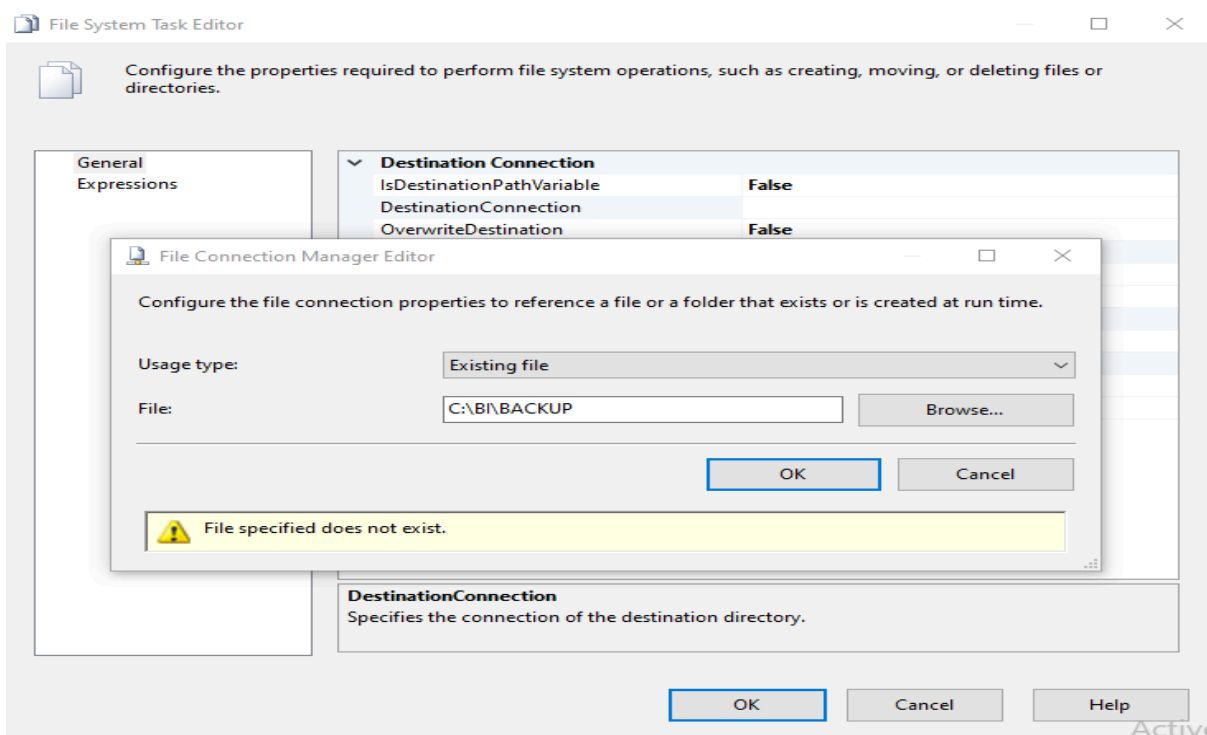 File System Task Editor
Configure the properties required to perform file system operations, such as creating, moving, or deleting files or
directories.
General
Expressions
Destination Connection
IsDestinationPathVariable False
DestinationConnection
OverwriteDestination False
File Connection Manager Editor
Configure the file connection properties to reference a file or a folder that exists or is created at run time.
Usage type: Existing file
File: C:\BI\BACKUP Browse...
OK Cancel
File specified does not exist.
DestinationConnection
Specifies the connection of the destination directory.
OK Cancel Help